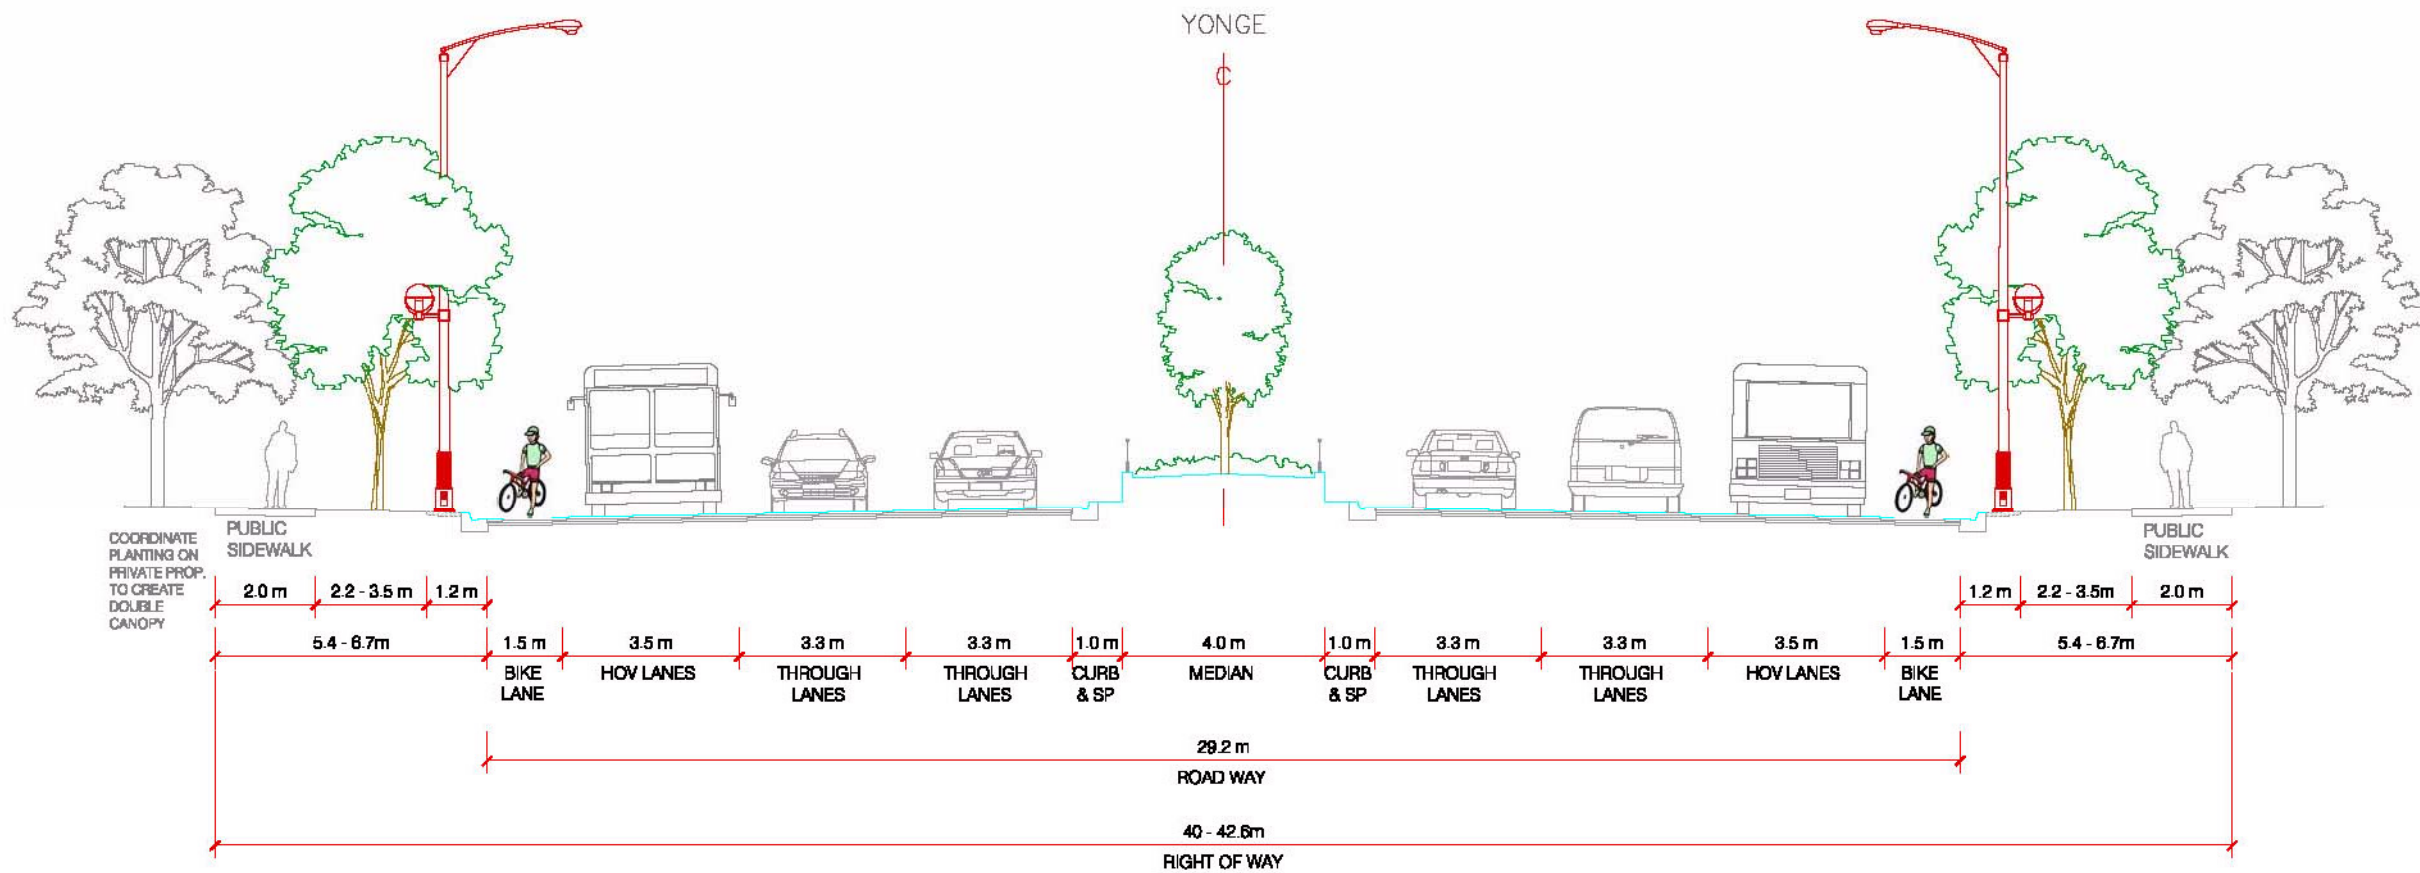 YONGE
C
COORDINATE
PLANTING ON
PRIVATE PROP.
TO CREATE
DOUBLE
CANOPY
PUBLIC
SIDEWALK
PUBLIC
SIDEWALK
2.0 m 2.2 - 3.5 m 1.2 m 1.2 m 2.2 - 3.5m 2.0 m
5.4 - 6.7m 1.5 m 3.5 m 3.3 m 3.3 m 1.0 m 4.0 m 1.0 m 3.3 m 3.3 m 3.5 m 1.5 m 5.4 - 6.7m
BIKE
LANE
HOV LANES
THROUGH
LANES
THROUGH
LANES
CURB
& SP
MEDIAN
CURB
& SP
THROUGH
LANES
THROUGH
LANES
HOV LANES
BIKE
LANE
29.2 m
ROAD WAY
40 - 42.6m
RIGHT OF WAY